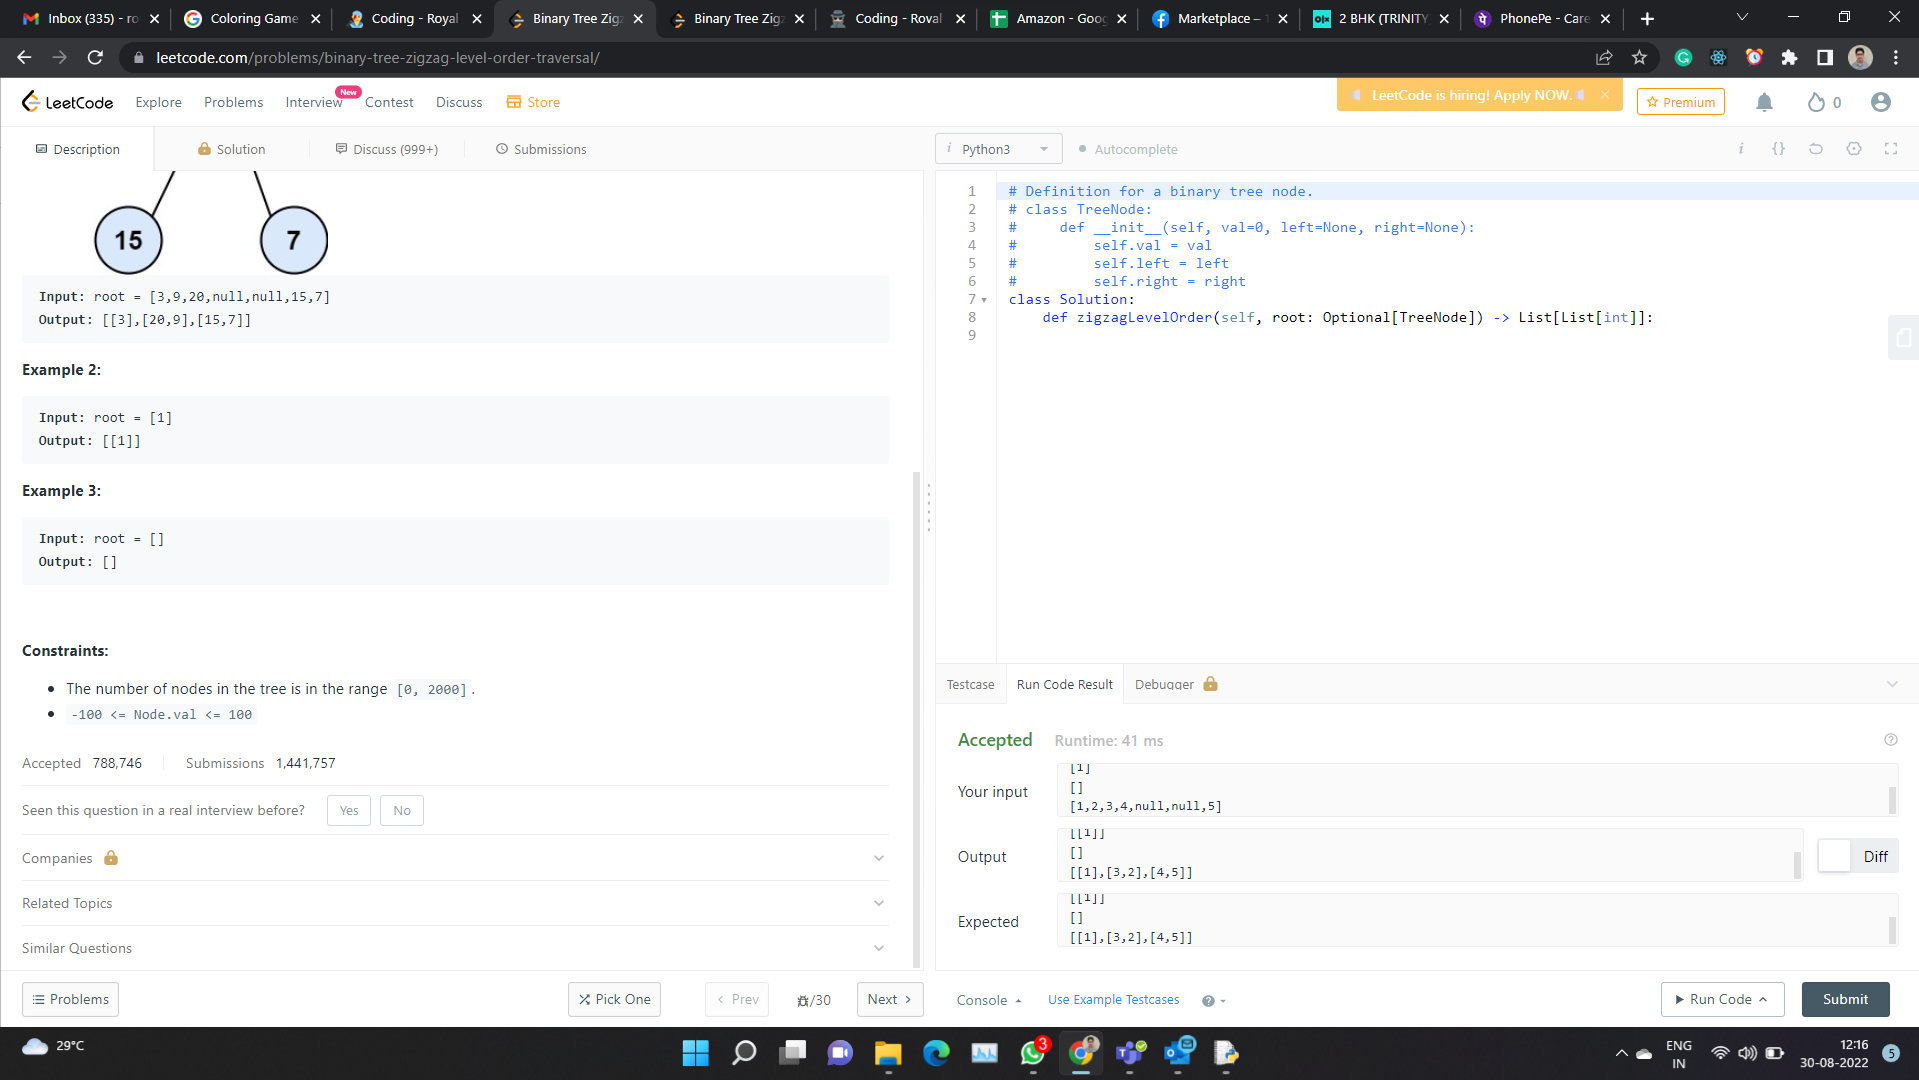 Inbox (335) - ro
Coloring Game
Coding - Royal
Binary Tree Zigz
Binary Tree Zigz
Coding - Royal
Amazon - Goog
Marketplace –
2 BHK (TRINITY
PhonePe - Care
leetcode.com/problems/binary-tree-zigzag-level-order-traversal/
LeetCode
Explore
Problems
Interview
New
Contest
Discuss
Store
LeetCode is hiring! Apply NOW.
Premium
0
Description
Solution
Discuss (999+)
Submissions
15
7
Input: root = [3,9,20,null,null,15,7]
Output: [[3],[20,9],[15,7]]
Example 2:
Input: root = [1]
Output: [[1]]
Example 3:
Input: root = []
Output: []
Constraints:
The number of nodes in the tree is in the range [0, 2000].
-100 <= Node.val <= 100
Accepted 788,746
Submissions 1,441,757
Seen this question in a real interview before?
Yes
No
Companies
Related Topics
Similar Questions
Problems
Pick One
Prev
/30
Next
Python3
Autocomplete
1 # Definition for a binary tree node.
2 # class TreeNode:
3 #     def __init__(self, val=0, left=None, right=None):
4 #         self.val = val
5 #         self.left = left
6 #         self.right = right
7 class Solution:
8     def zigzagLevelOrder(self, root: Optional[TreeNode]) -> List[List[int]]:
9
Testcase
Run Code Result
Debugger
Accepted
Runtime: 41 ms
Your input
[1]
[]
[1,2,3,4,null,null,5]
Output
[[1]]
[]
[[1],[3,2],[4,5]]
Diff
Expected
[[1]]
[]
[[1],[3,2],[4,5]]
Console
Use Example Testcases
Run Code
Submit
29°C
3
ENG
IN
12:16
30-08-2022
5